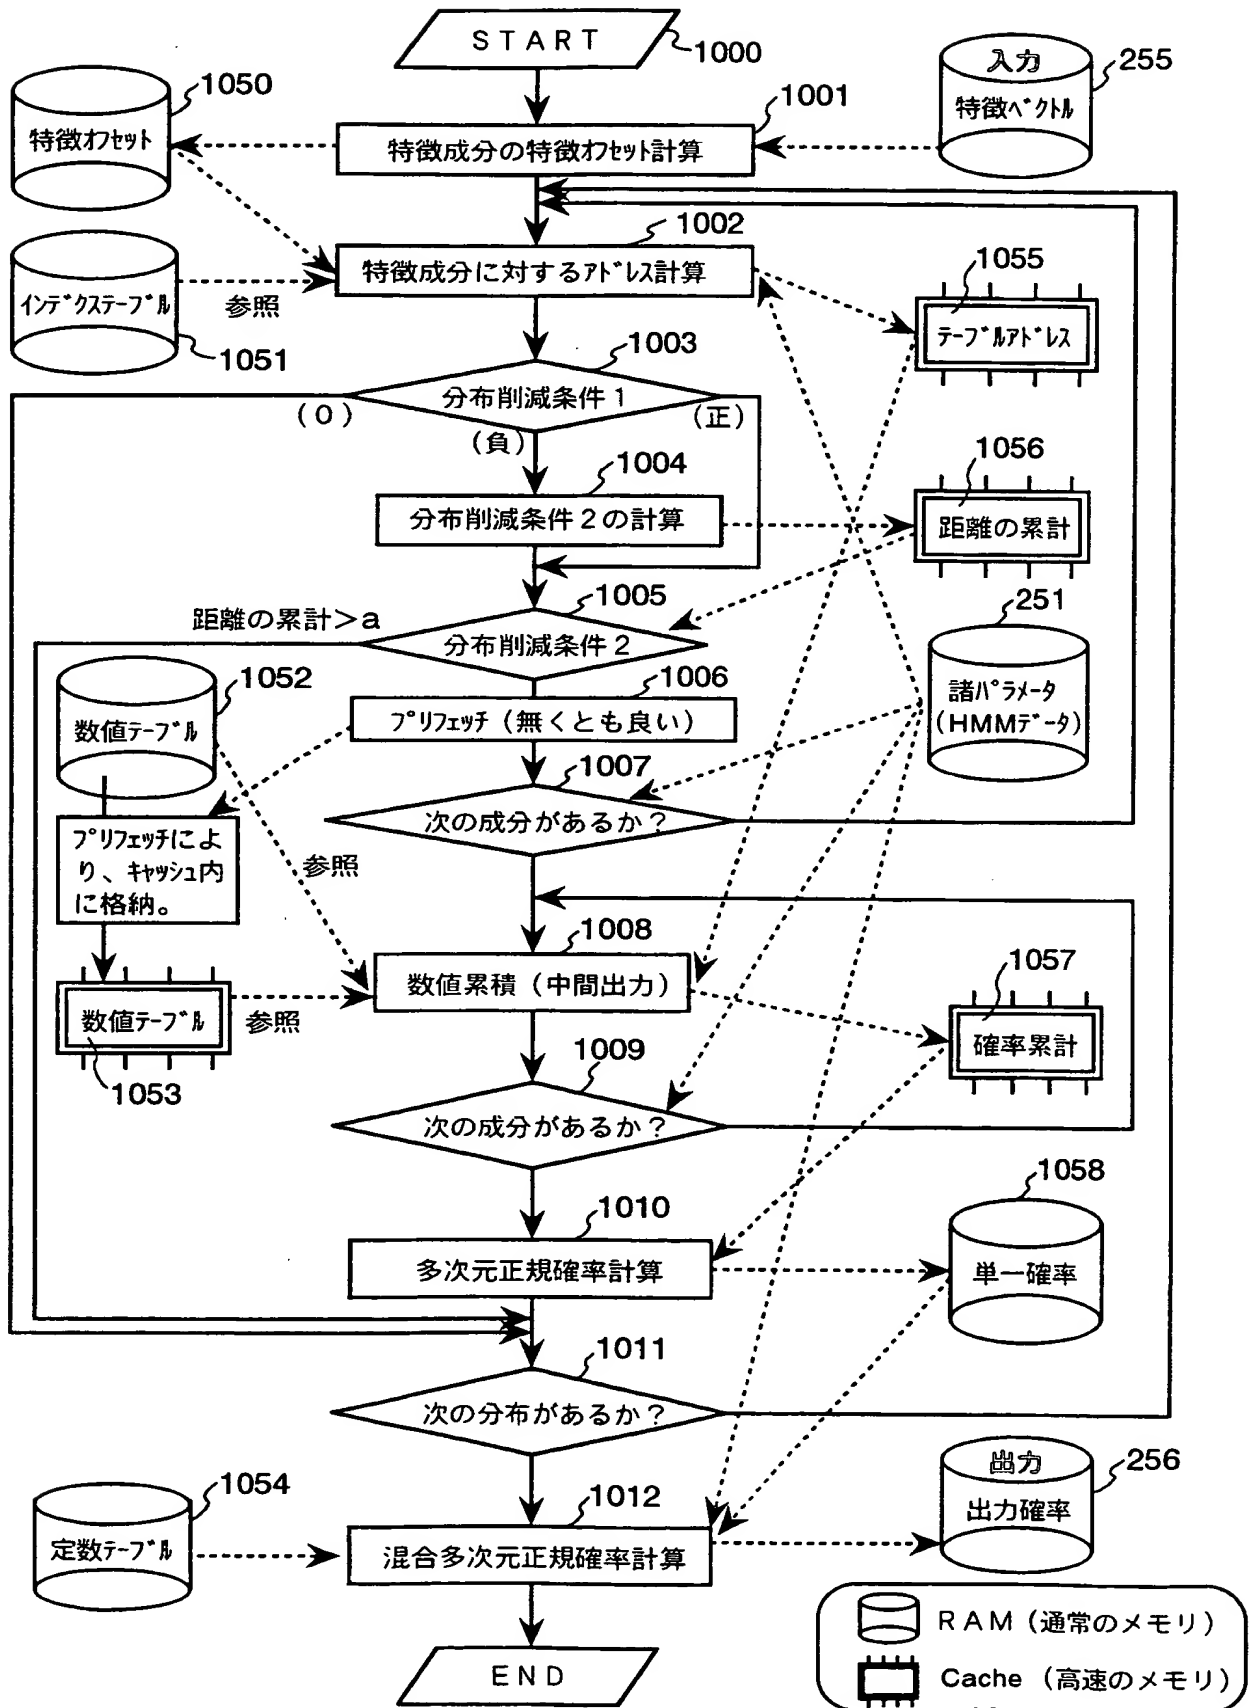 START
1000
入力
特徴ベクトル
255
1050
特徴オフセット
1001
特徴成分の特徴オフセット計算
1002
特徴成分に対するアドレス計算
インデクステーブル
参照
1051
1055
テーブルアドレス
1003
分布削減条件1
(0)
(負)
(正)
1004
分布削減条件2の計算
1056
距離の累計
1005
距離の累計>a
分布削減条件2
251
諸パラメータ
(HMMデータ)
1052
数値テーブル
1006
プリフェッチ(無くとも良い)
1007
次の成分があるか?
プリフェッチによ
り、キャッシュ内
に格納。
参照
1008
数値累積(中間出力)
数値テーブル
参照
1053
1057
確率累計
1009
次の成分があるか?
1010
多次元正規確率計算
1058
単一確率
1011
次の分布があるか?
1054
定数テーブル
1012
混合多次元正規確率計算
出力
出力確率
256
END
RAM(通常のメモリ)
Cache(高速のメモリ)